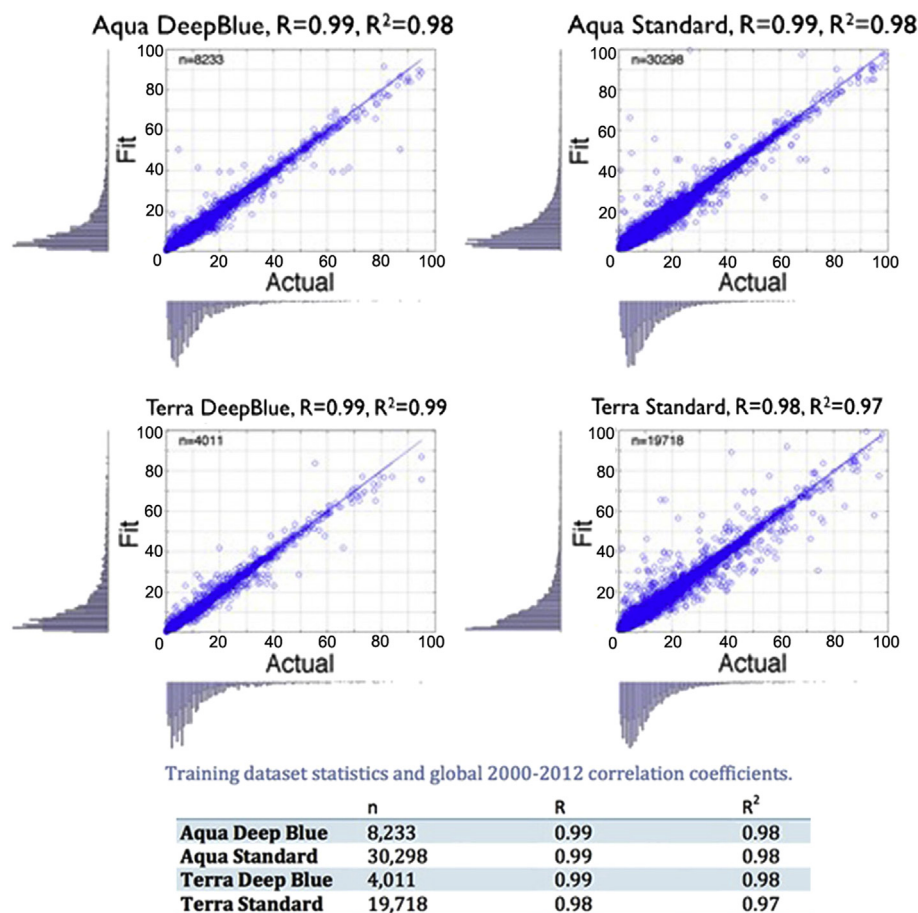 Aqua DeepBlue, R=0.99, R²=0.98
n=8233
100
80
60
40
20
Fit
0 20 40 60 80 100
Actual
Aqua Standard, R=0.99, R²=0.98
n=30298
100
80
60
40
20
Fit
0 20 40 60 80 100
Actual
Terra DeepBlue, R=0.99, R²=0.99
n=4011
100
80
60
40
20
Fit
0 20 40 60 80 100
Actual
Terra Standard, R=0.98, R²=0.97
n=19718
100
80
60
40
20
Fit
0 20 40 60 80 100
Actual
Training dataset statistics and global 2000-2012 correlation coefficients.
n R R²
Aqua Deep Blue 8,233 0.99 0.98
Aqua Standard 30,298 0.99 0.98
Terra Deep Blue 4,011 0.99 0.98
Terra Standard 19,718 0.98 0.97